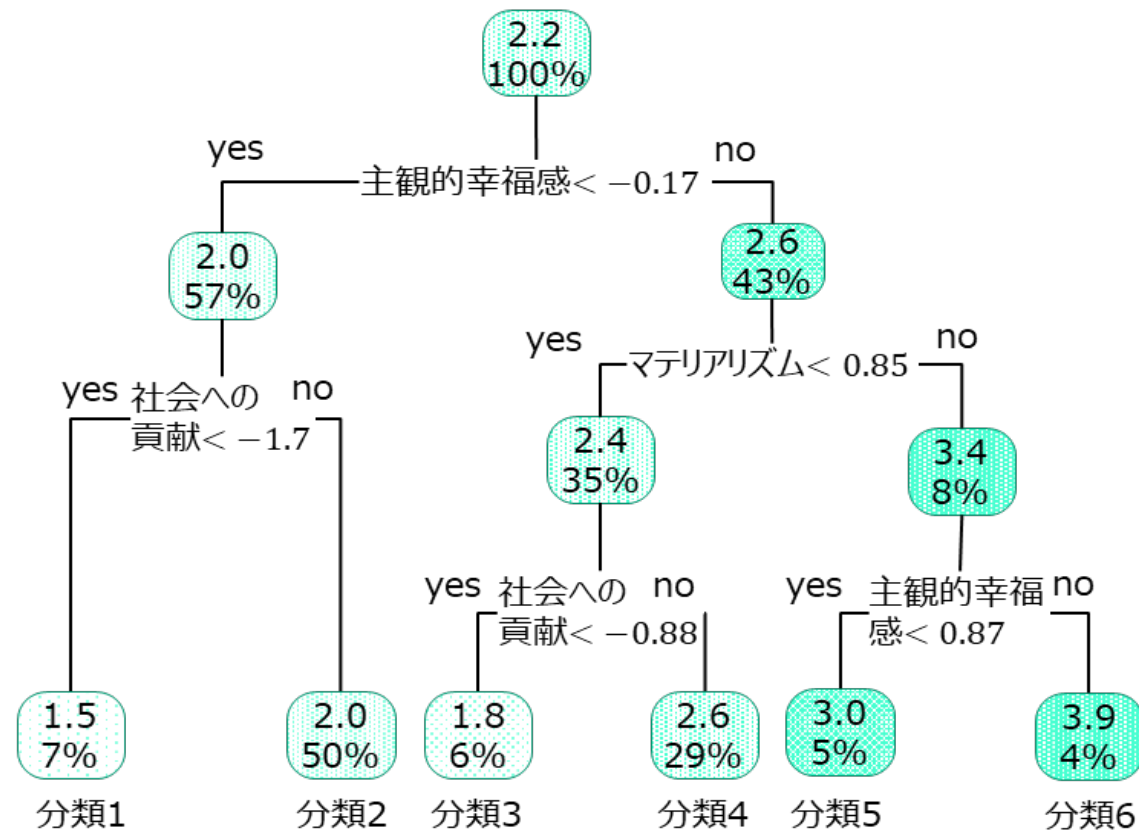 2.2
100%
yes
no
主観的幸福感< −0.17
2.0
57%
2.6
43%
yes
no
マテリアリズム< 0.85
yes
社会への
no
貢献< −1.7
2.4
35%
3.4
8%
yes
社会への
no
貢献< −0.88
yes
主観的幸福
no
感< 0.87
1.5
7%
2.0
50%
1.8
6%
2.6
29%
3.0
5%
3.9
4%
分類1
分類2
分類3
分類4
分類5
分類6